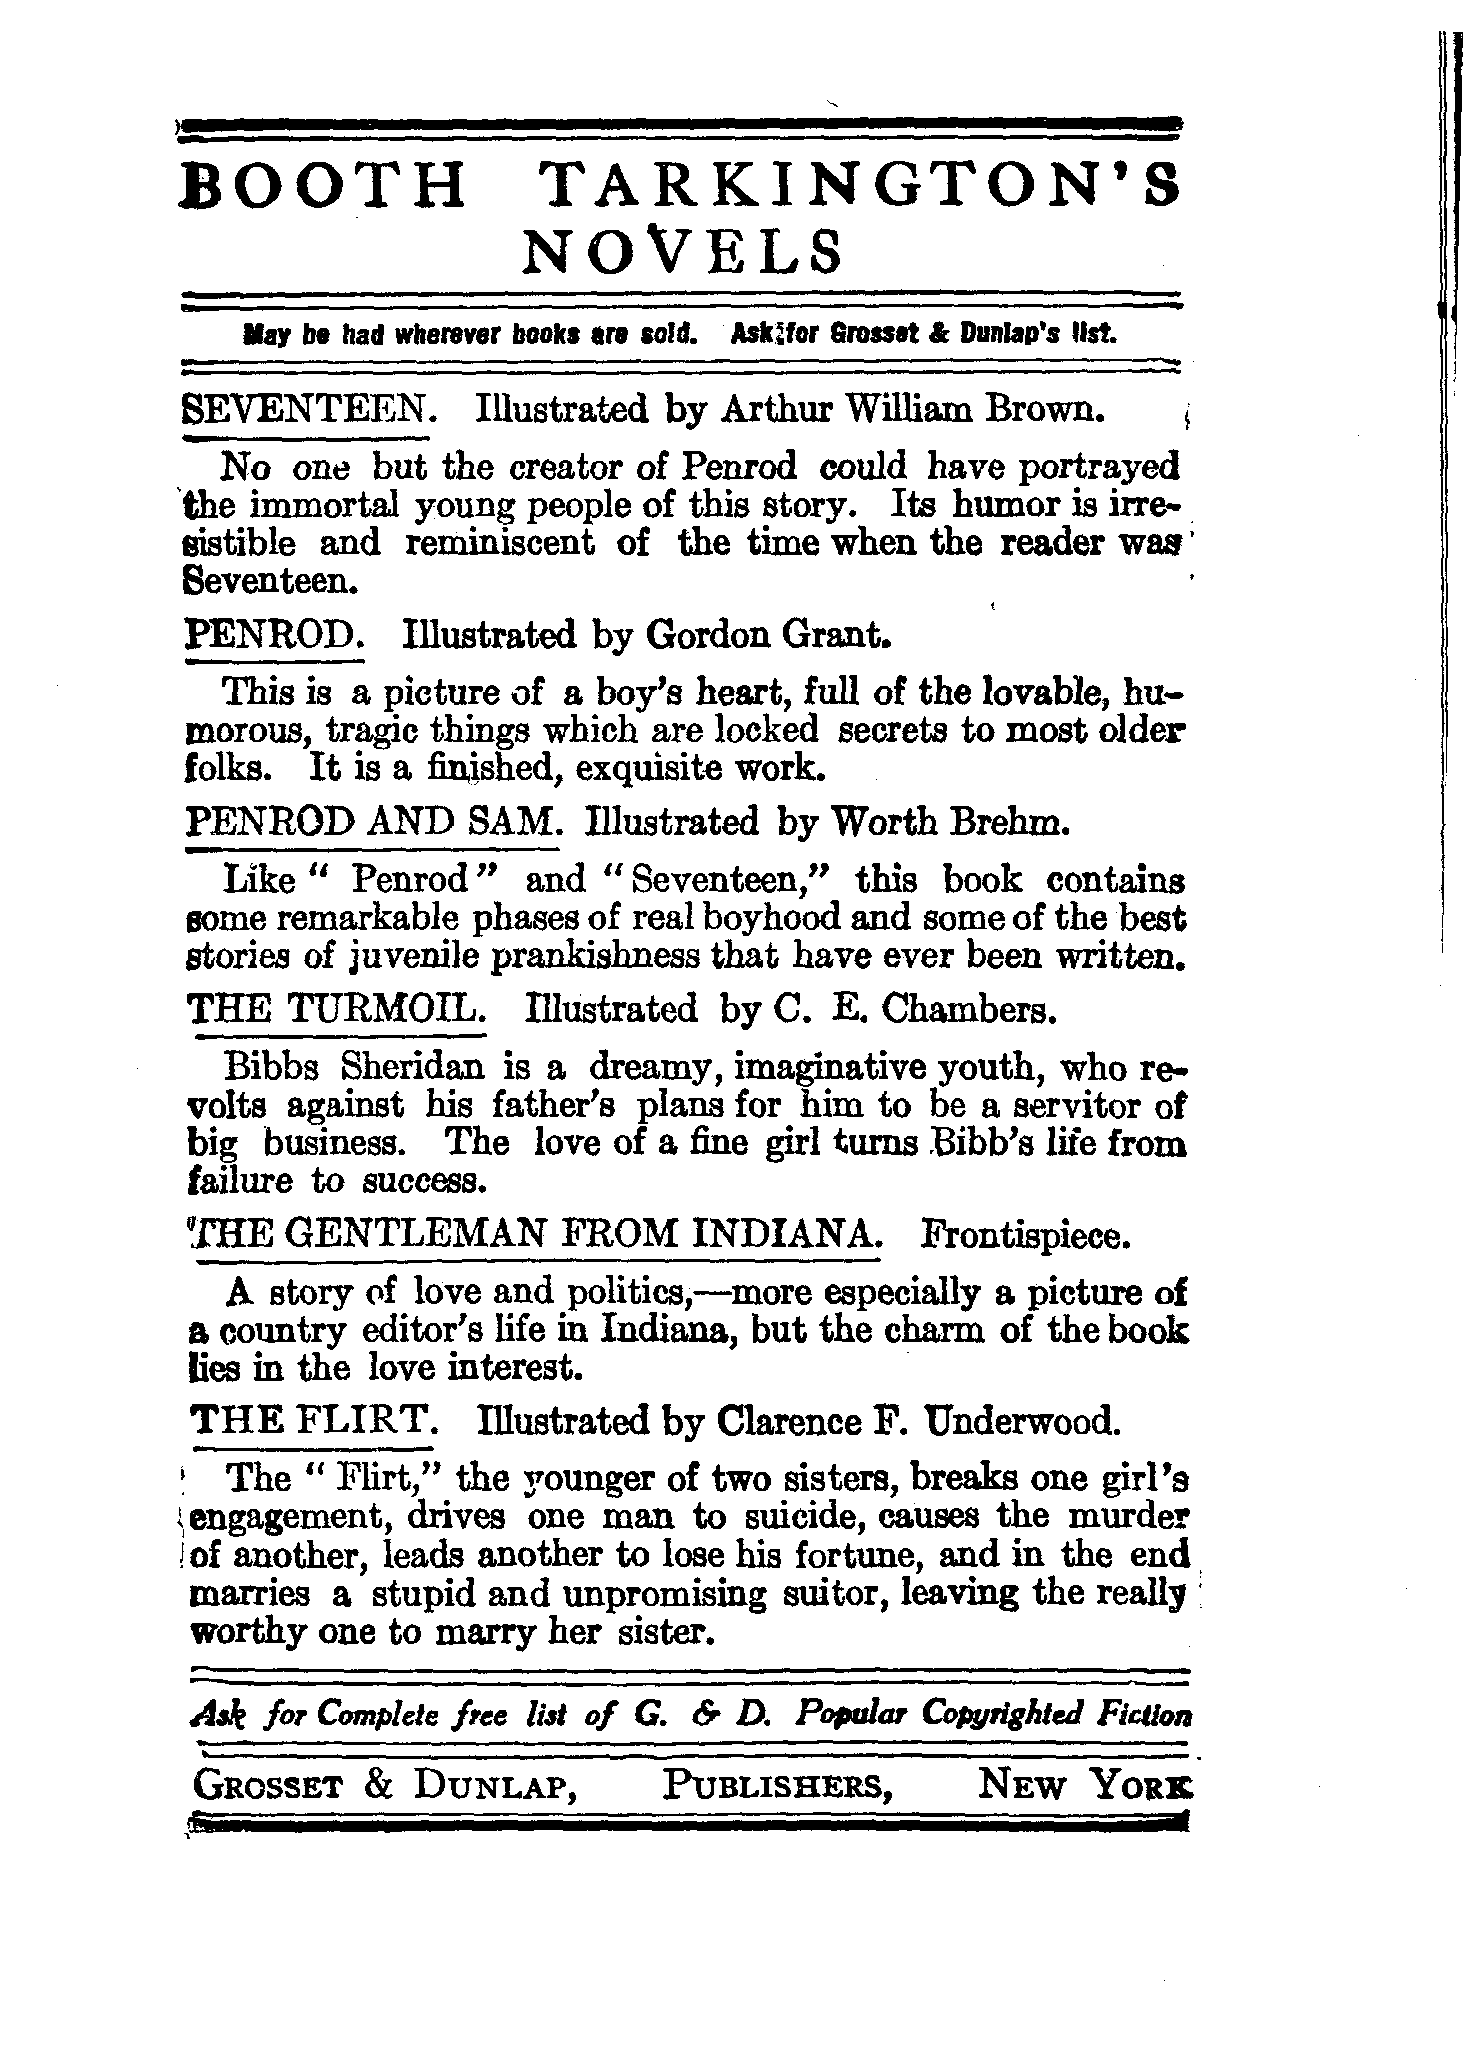 BOOTH TARKINGTON'S
NOVELS
May be had wherever books are sold. Ask for Grosset & Dunlap's list.
SEVENTEEN. Illustrated by Arthur William Brown.
No one but the creator of Penrod could have portrayed
the immortal young people of this story. Its humor is irre-
sistible and reminiscent of the time when the reader was
Seventeen.
PENROD. Illustrated by Gordon Grant.
This is a picture of a boy's heart, full of the lovable, hu-
morous, tragic things which are locked secrets to most older
folks. It is a finished, exquisite work.
PENROD AND SAM. Illustrated by Worth Brehm.
Like "Penrod" and "Seventeen," this book contains
some remarkable phases of real boyhood and some of the best
stories of juvenile prankishness that have ever been written.
THE TURMOIL. Illustrated by C. E. Chambers.
Bibbs Sheridan is a dreamy, imaginative youth, who re-
volts against his father's plans for him to be a servitor of
big business. The love of a fine girl turns Bibb's life from
failure to success.
THE GENTLEMAN FROM INDIANA. Frontispiece.
A story of love and politics,—more especially a picture of
a country editor's life in Indiana, but the charm of the book
lies in the love interest.
THE FLIRT. Illustrated by Clarence F. Underwood.
The "Flirt," the younger of two sisters, breaks one girl's
engagement, drives one man to suicide, causes the murder
of another, leads another to lose his fortune, and in the end
marries a stupid and unpromising suitor, leaving the really
worthy one to marry her sister.
Ask for Complete free list of G. & D. Popular Copyrighted Fiction
GROSSET & DUNLAP, PUBLISHERS, NEW YORK